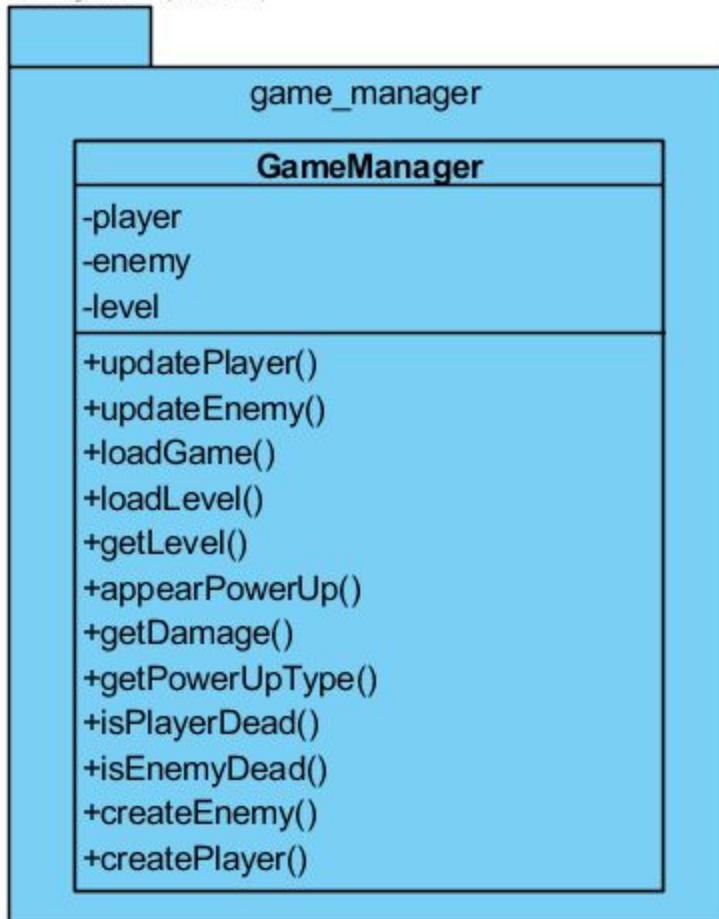 game_manager
GameManager
-player
-enemy
-level
+updatePlayer()
+updateEnemy()
+loadGame()
+loadLevel()
+getLevel()
+appearPowerUp()
+getDamage()
+getPowerUpType()
+isPlayerDead()
+isEnemyDead()
+createEnemy()
+createPlayer()